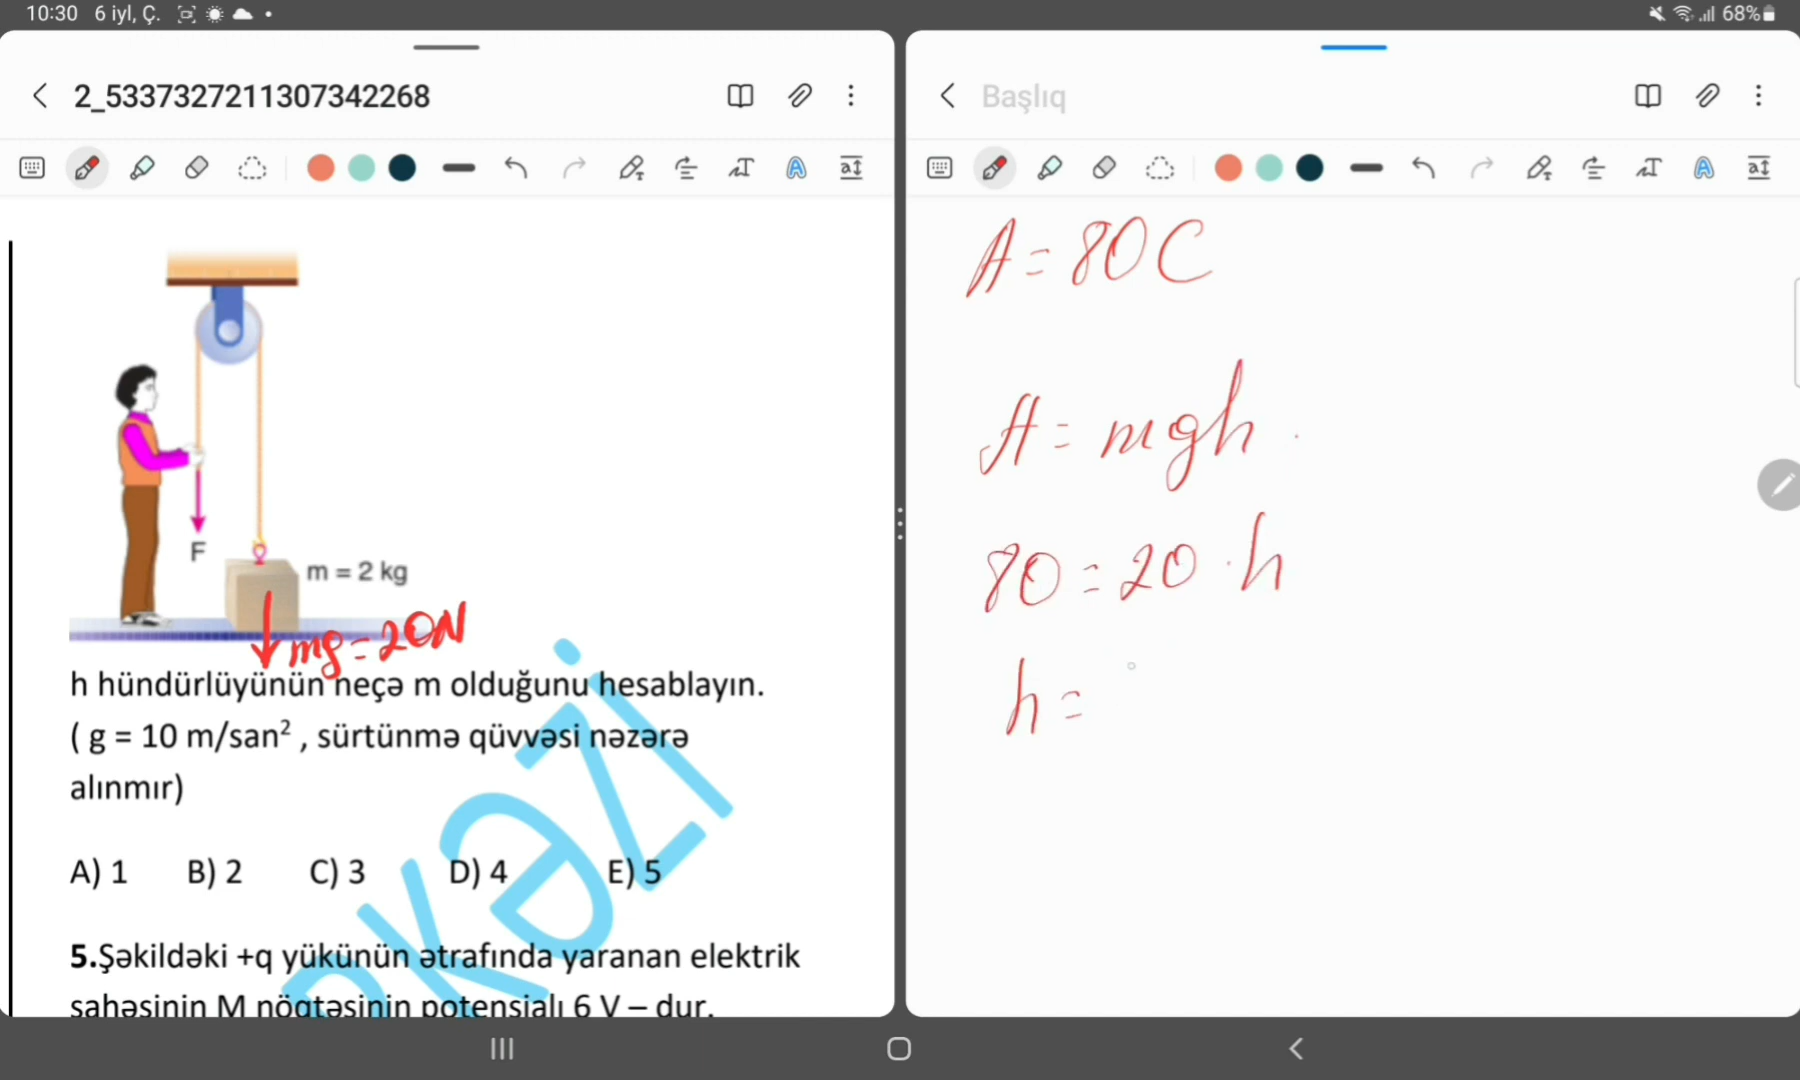 10:30 6 iyl, Ç.
68%
2_5337327211307342268
Başlıq
F
m = 2 kg
mg = 20N
h hündürlüyünün neçə m olduğunu hesablayın.
( g = 10 m/san² , sürtünmə qüvvəsi nəzərə
alınmır)
A) 1 B) 2 C) 3 D) 4 E) 5
5.Şəkildəki +q yükünün ətrafında yaranan elektrik
sahəsinin M nöqtəsinin potensialı 6 V – dur.
A = 80 C
A = mgh .
80 = 20 · h
h =